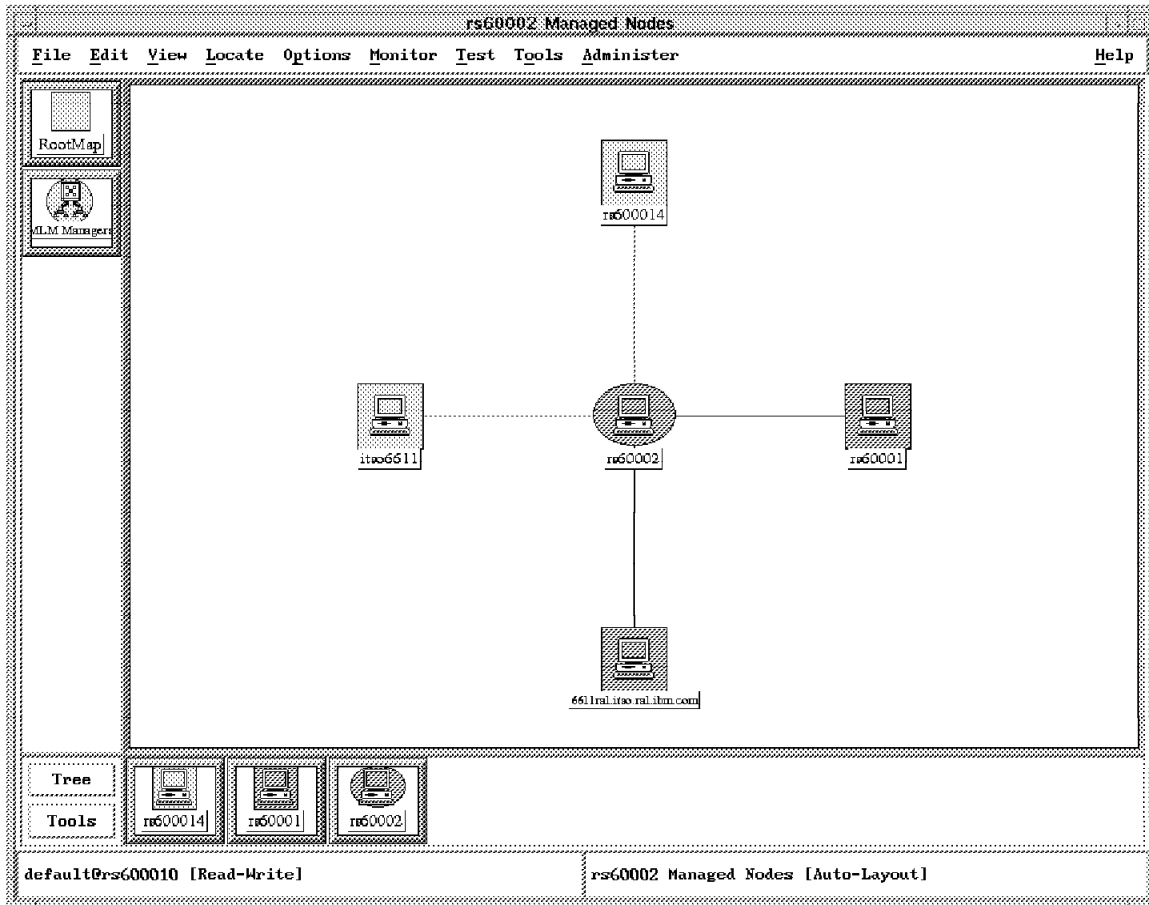 rs60002 Managed Nodes
File Edit View Locate Options Monitor Test Tools Administer Help
RootMap
MLM Managers
rs600014
itso6611
rs60002
rs60001
6611ral.itso.ral.ibm.com
Tree
Tools
rs600014
rs60001
rs60002
default@rs600010 [Read-Write]
rs60002 Managed Nodes [Auto-Layout]